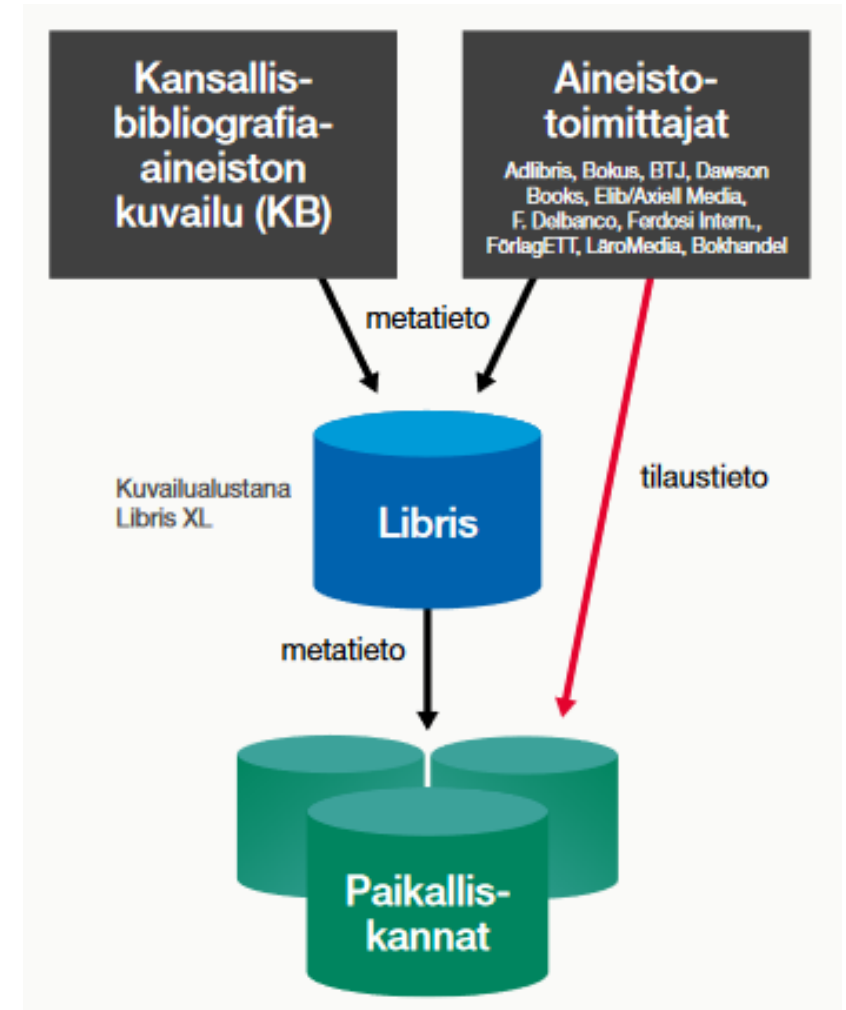 Kansallis-
bibliografia-
aineiston
kuvailu (KB)
Aineisto-
toimittajat
Adlibris, Bokus, BTJ, Dawson
Books, Elib/Axiell Media,
F. Delbanco, Ferdosi Intern.,
FörlagETT, LäroMedia, Bokhandel
metatieto
tilaustieto
Kuvailualustana
Libris XL
Libris
metatieto
Paikallis-
kannat